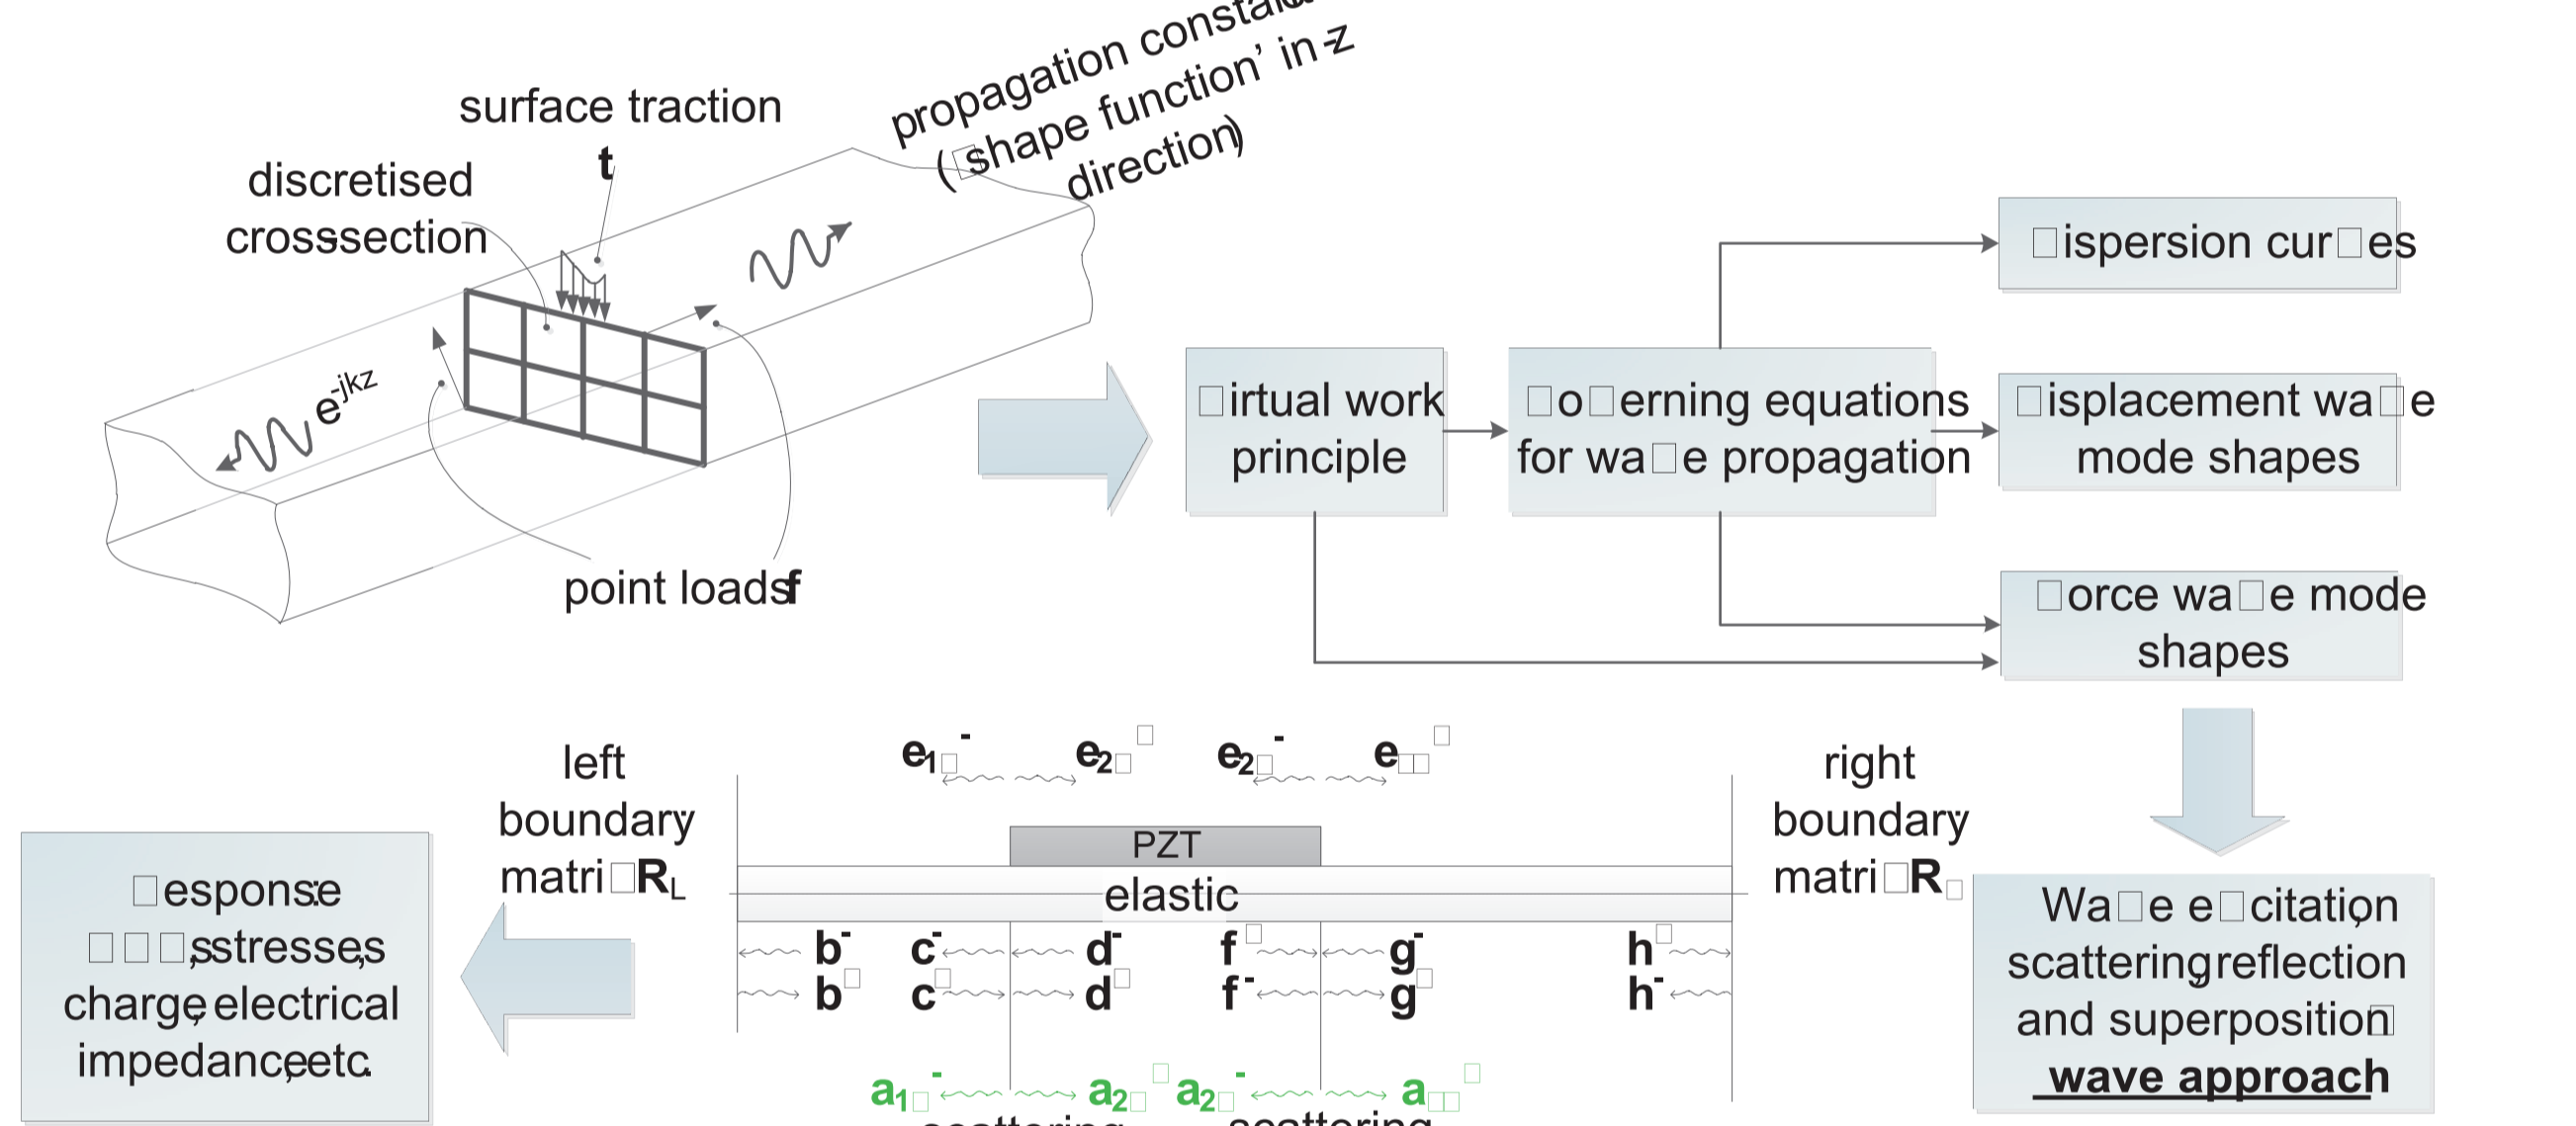 surface traction
t
discretised
cross-section
propagation
('shape function' in -z
direction)
e-jkz
point loads f
□irtual work
principle
□o□erning equations
for wa□e propagation
□ispersion cur□es
□isplacement wa□e
mode shapes
□orce wa□e mode
shapes
left
boundary
matri□ RL
e1□- e2□□ e2□- e□□□
PZT
elastic
right
boundary
matri□ R□
b- c- d- f□ g- h□
b□ c□ d□ f- g□ h-
a1□- a2□□ a2□- a□□□
□esponse:
□□□, stresses,
charge, electrical
impedance, etc.
Wa□e e□citation,
scattering, reflection
and superposition□
wave approach